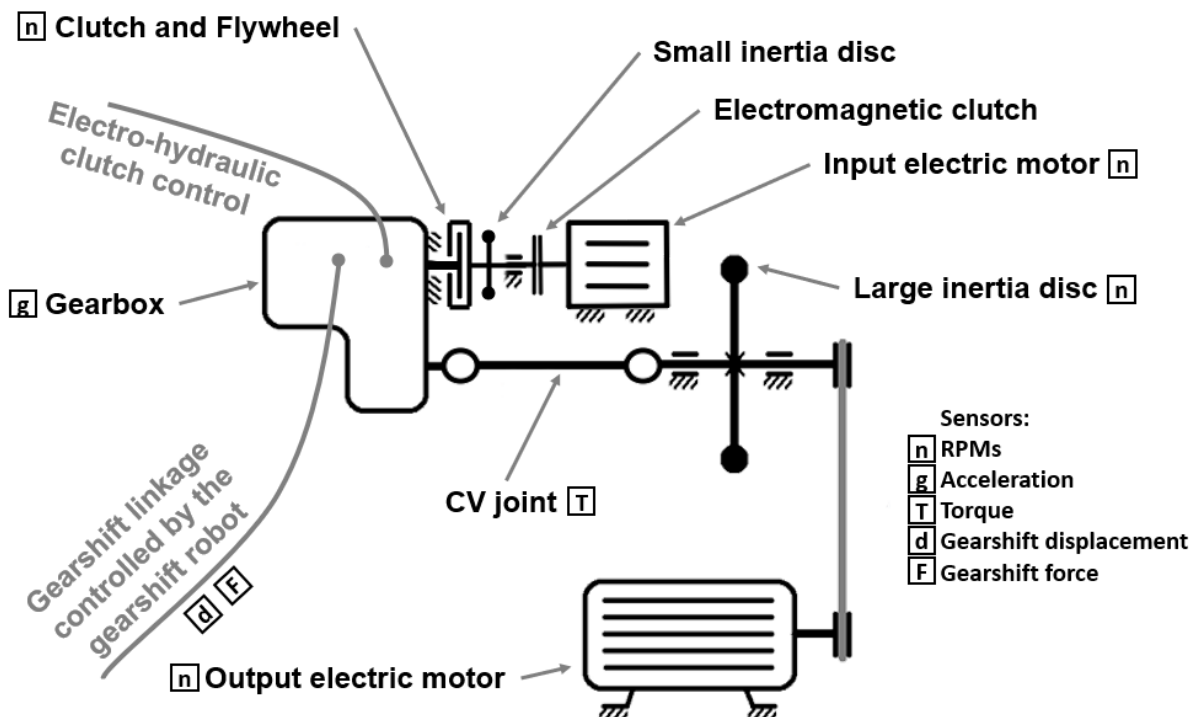 n Clutch and Flywheel
Small inertia disc
Electromagnetic clutch
Input electric motor n
Electro-hydraulic
clutch control
g Gearbox
Large inertia disc n
CV joint T
Gearshift linkage
controlled by the
gearshift robot
d F
n Output electric motor
Sensors:
n RPMs
g Acceleration
T Torque
d Gearshift displacement
F Gearshift force